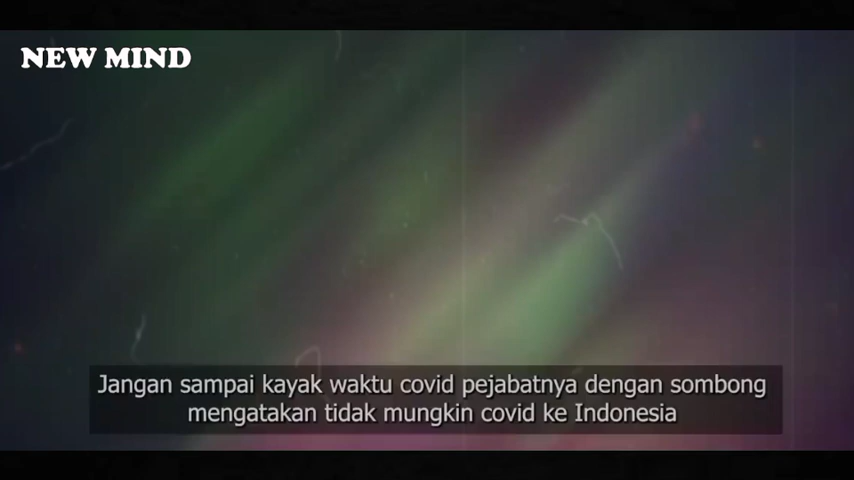 NEW MIND
Jangan sampai kayak waktu covid pejabatnya dengan sombong
mengatakan tidak mungkin covid ke Indonesia